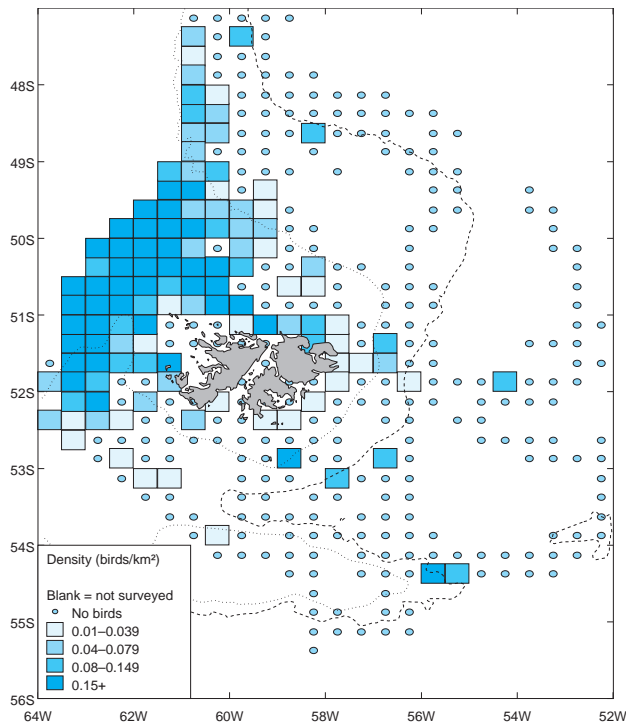 48S
49S
50S
51S
52S
53S
54S
55S
56S
Density (birds/km²)
Blank = not surveyed
No birds
0.01–0.039
0.04–0.079
0.08–0.149
0.15+
64W 62W 60W 58W 56W 54W 52W